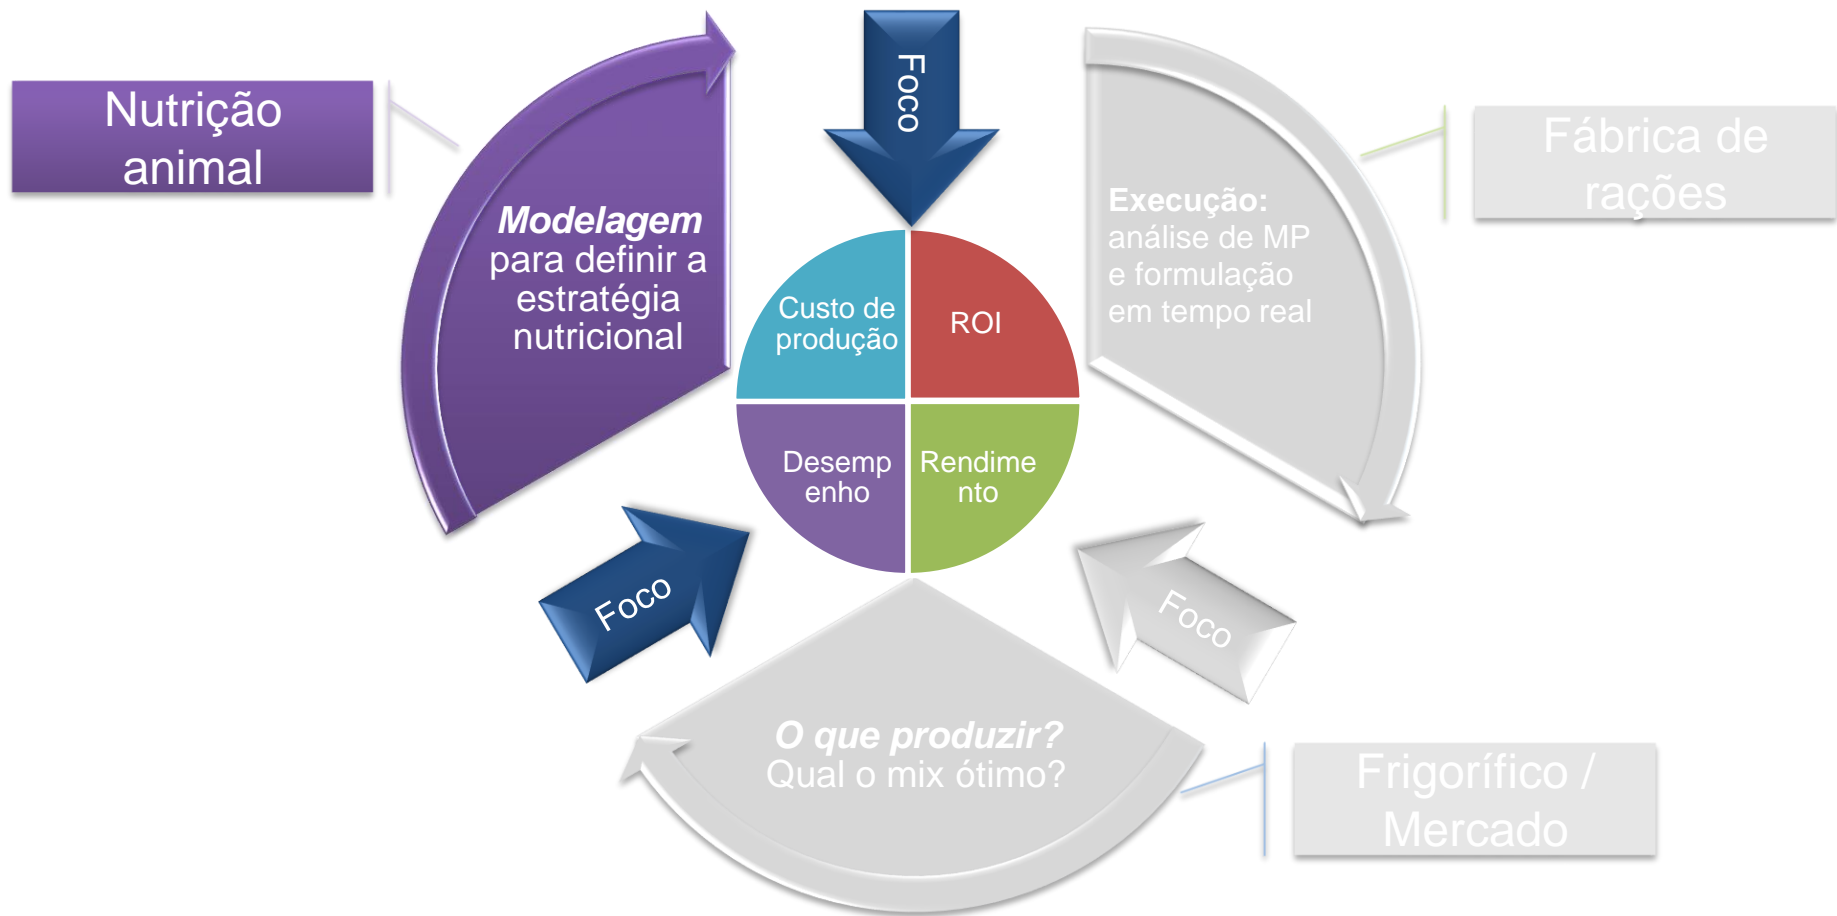 Nutrição
animal
Modelagem
para definir a
estratégia
nutricional
Foco
Execução:
análise de MP
e formulação
em tempo real
Fábrica de
rações
Custo de
produção
ROI
Desemp
enho
Rendime
nto
Foco
Foco
O que produzir?
Qual o mix ótimo?
Frigorífico /
Mercado